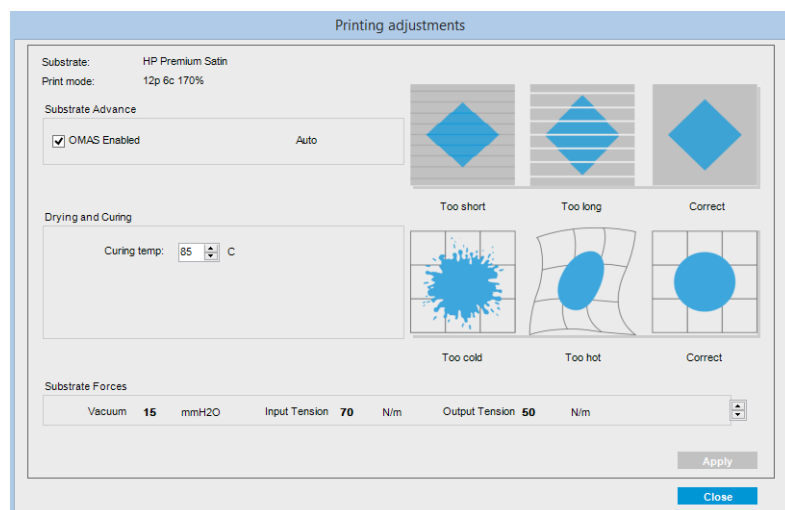 Printing adjustments
Substrate: HP Premium Satin
Print mode: 12p 6c 170%
Substrate Advance
OMAS Enabled Auto
Too short Too long Correct
Drying and Curing
Curing temp: 85 C
Too cold Too hot Correct
Substrate Forces
Vacuum 15 mmH2O Input Tension 70 N/m Output Tension 50 N/m
Apply
Close